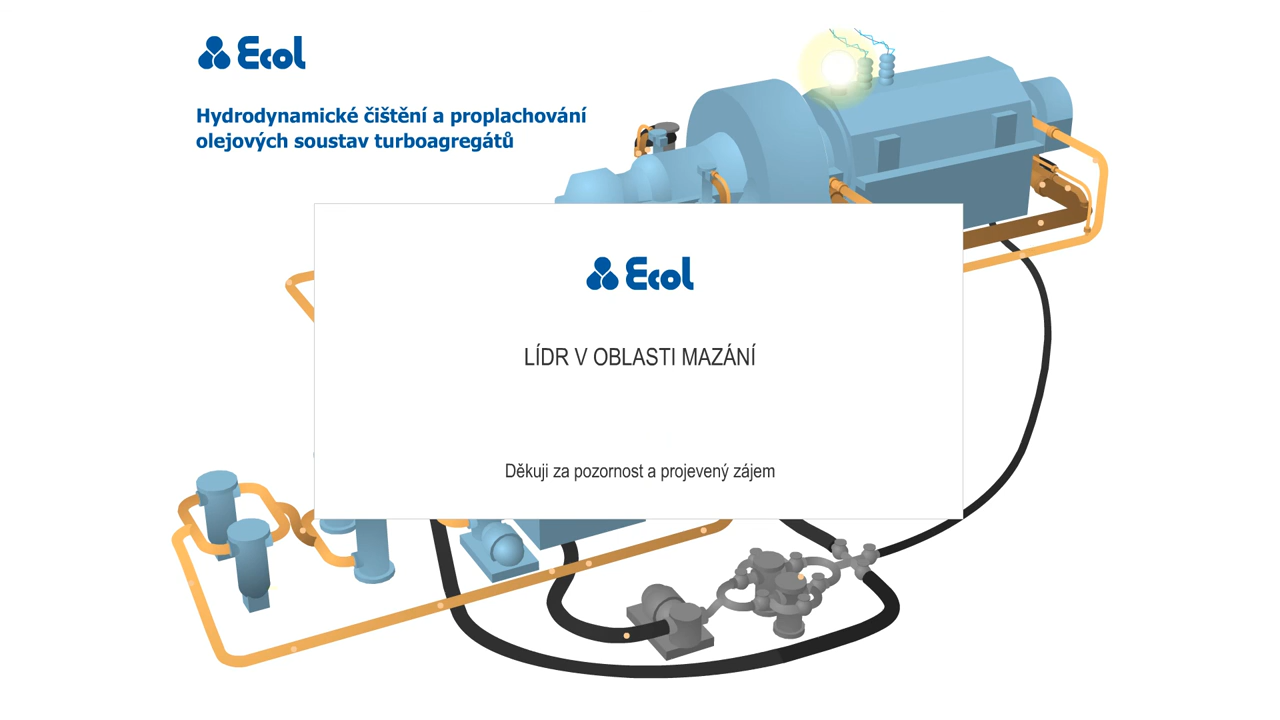 Ecol
Hydrodynamické čištění a proplachování
olejových soustav turboagregátů
Ecol
LÍDR V OBLASTI MAZÁNÍ
Děkuji za pozornost a projevený zájem